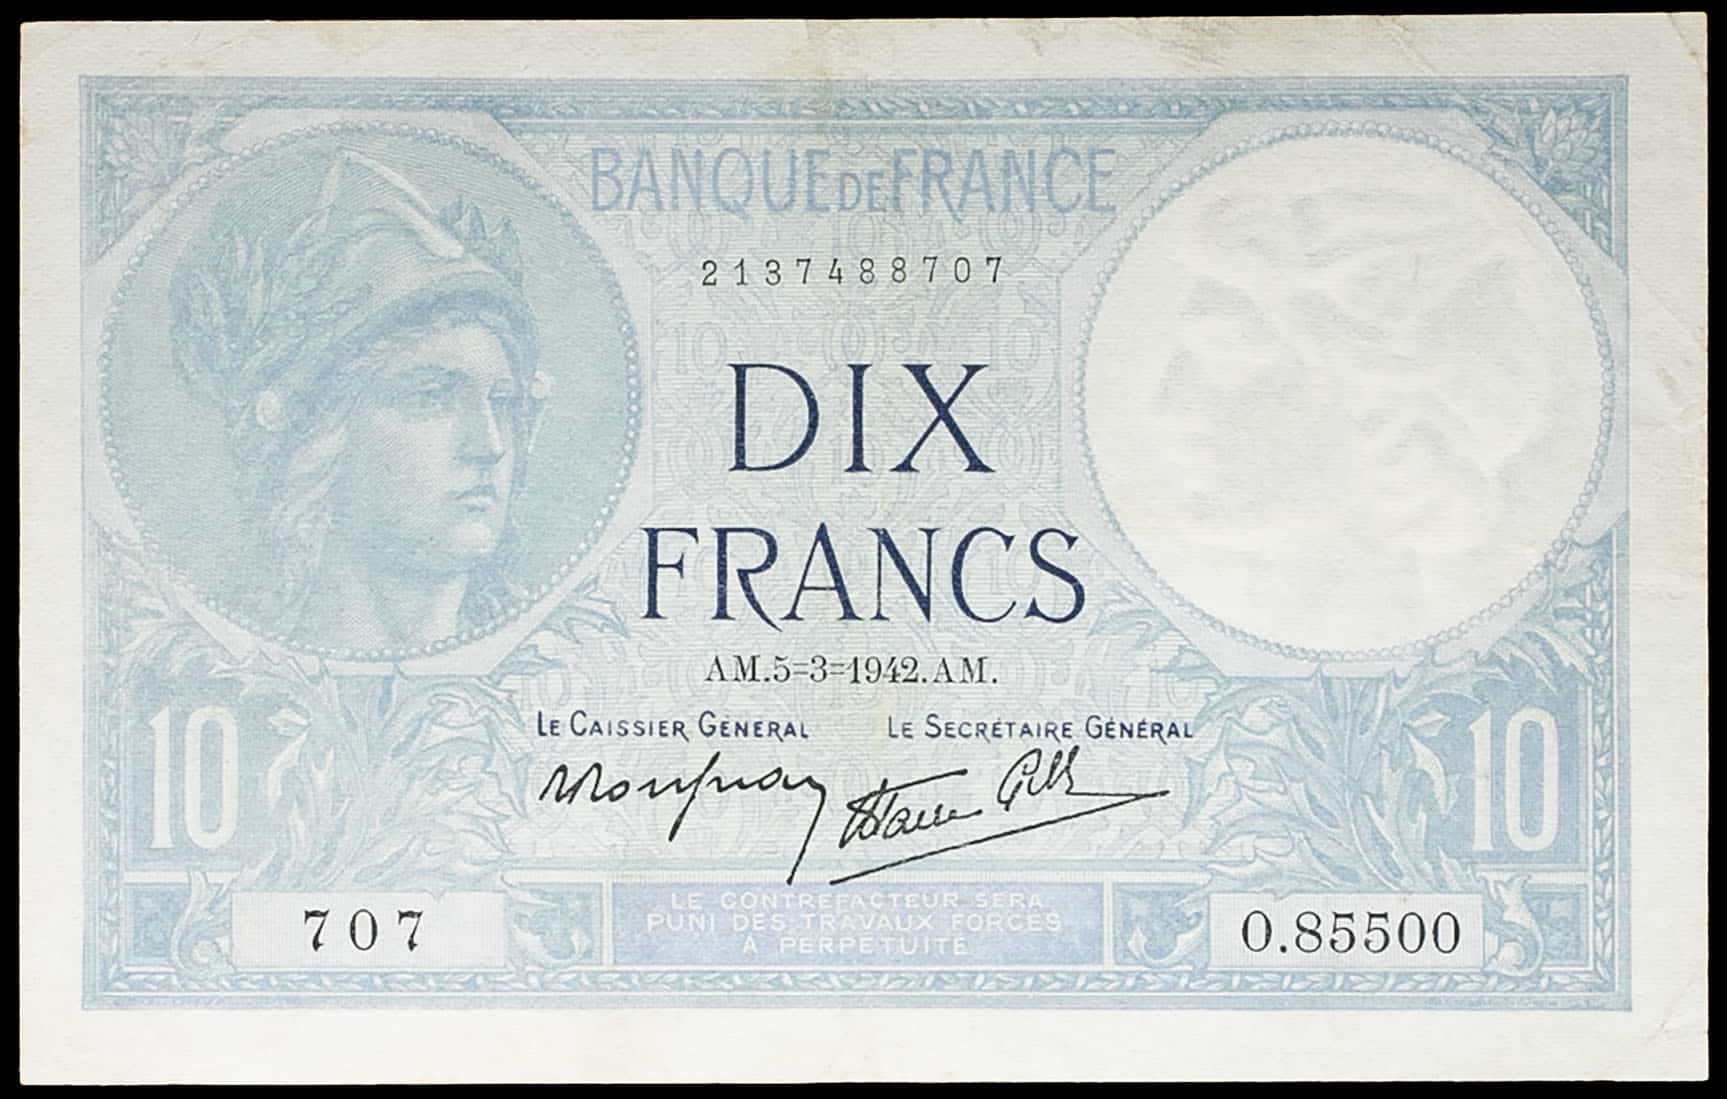 BANQUE DE FRANCE
2137488707
DIX
FRANCS
AM.5=3=1942.AM.
LE CAISSIER GÉNÉRAL
LE SECRÉTAIRE GÉNÉRAL
10
10
LE CONTREFACTEUR SERA
PUNI DES TRAVAUX FORCÉS
À PERPÉTUITÉ
707
O.85500